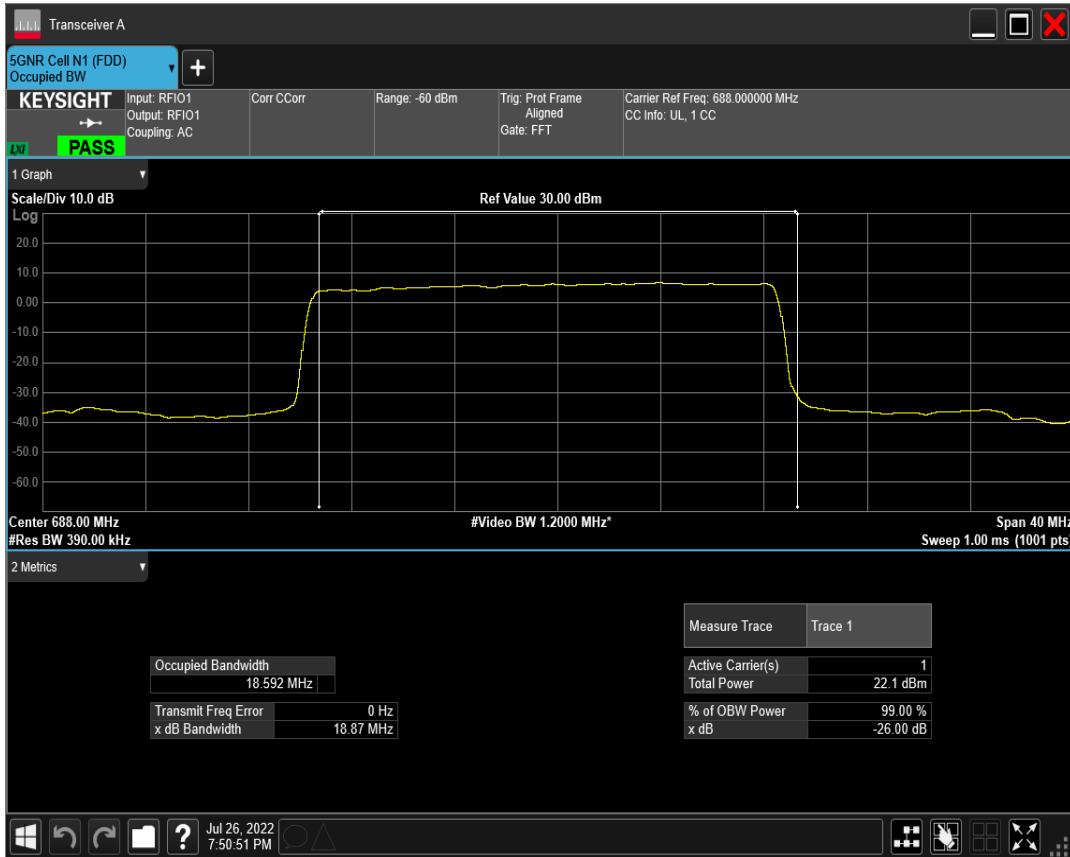 Transceiver A
5GNR Cell N1 (FDD)
Occupied BW
+
KEYSIGHT
LXI
PASS
Input: RFIO1
Output: RFIO1
Coupling: AC
Corr CCorr
Range: -60 dBm
Trig: Prot Frame
Aligned
Gate: FFT
Carrier Ref Freq: 688.000000 MHz
CC Info: UL, 1 CC
1 Graph
Scale/Div 10.0 dB
Ref Value 30.00 dBm
Log
20.0
10.0
0.00
-10.0
-20.0
-30.0
-40.0
-50.0
-60.0
Center 688.00 MHz
#Video BW 1.2000 MHz*
Span 40 MHz
#Res BW 390.00 kHz
Sweep 1.00 ms (1001 pts)
2 Metrics
Measure Trace Trace 1
Occupied Bandwidth
18.592 MHz
Active Carrier(s) 1
Total Power 22.1 dBm
Transmit Freq Error 0 Hz
x dB Bandwidth 18.87 MHz
% of OBW Power 99.00 %
x dB -26.00 dB
?
Jul 26, 2022
7:50:51 PM